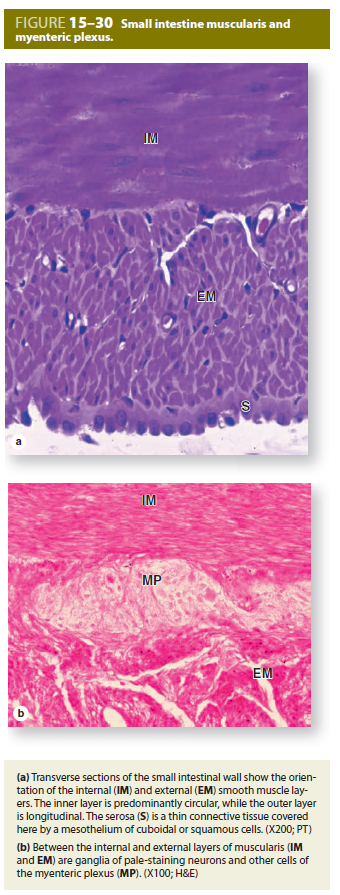 FIGURE 15–30 Small intestine muscularis and
myenteric plexus.
IM
EM
S
a
IM
MP
EM
b
(a) Transverse sections of the small intestinal wall show the orien-
tation of the internal (IM) and external (EM) smooth muscle lay-
ers. The inner layer is predominantly circular, while the outer layer
is longitudinal. The serosa (S) is a thin connective tissue covered
here by a mesothelium of cuboidal or squamous cells. (X200; PT)
(b) Between the internal and external layers of muscularis (IM
and EM) are ganglia of pale-staining neurons and other cells of
the myenteric plexus (MP). (X100; H&E)